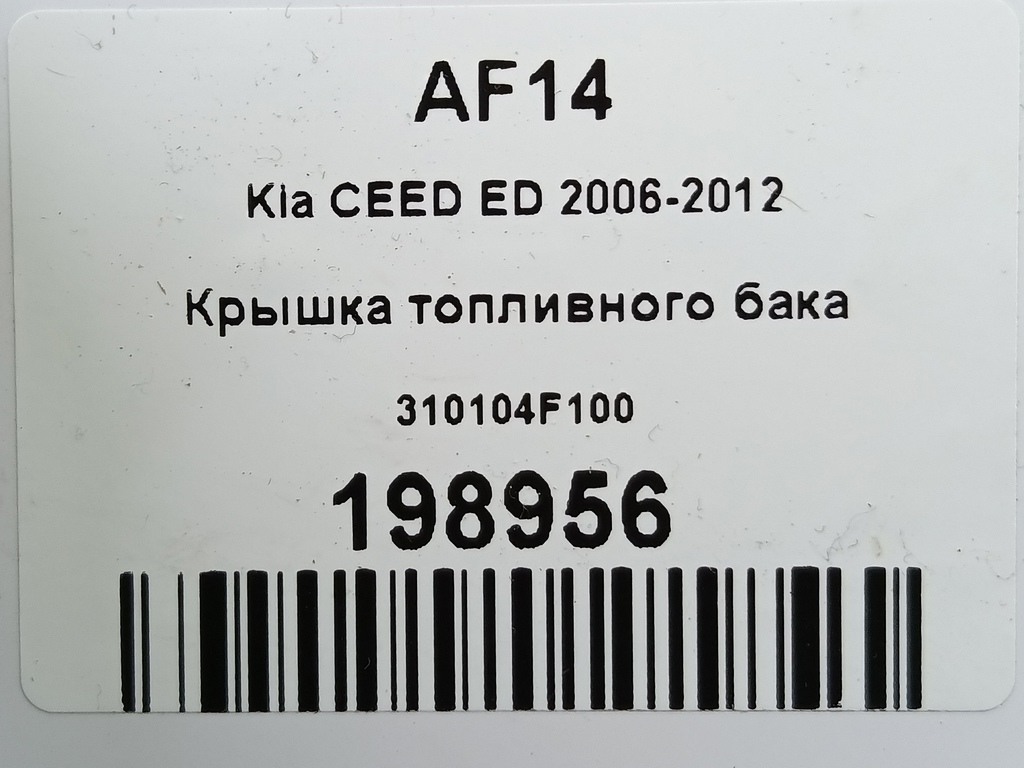 AF14
Kia CEED ED 2006-2012
Крышка топливного бака
310104F100
198956